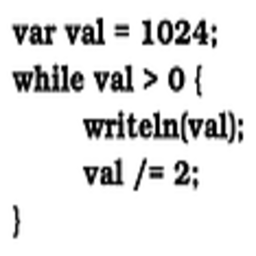 var val = 1024;
while val > 0 {
writeln(val);
val /= 2;
}